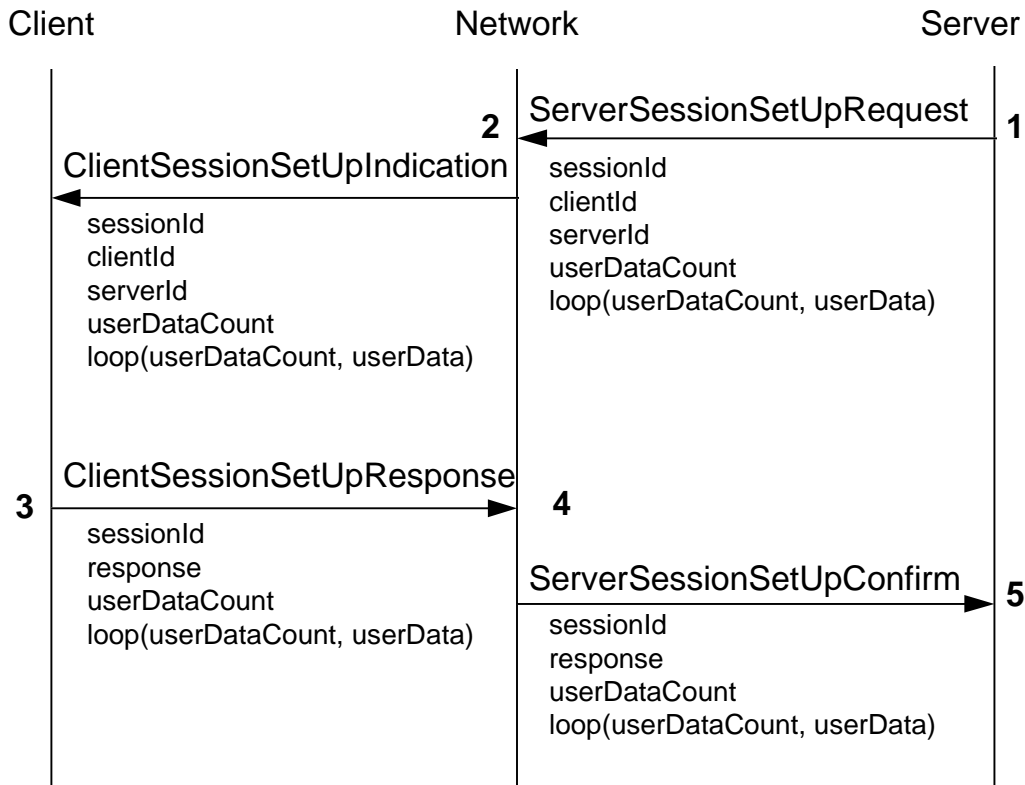 Client
Network
Server
ServerSessionSetUpRequest
1
2
sessionId
clientId
serverId
userDataCount
loop(userDataCount, userData)
ClientSessionSetUpIndication
sessionId
clientId
serverId
userDataCount
loop(userDataCount, userData)
ClientSessionSetUpResponse
3
4
sessionId
response
userDataCount
loop(userDataCount, userData)
ServerSessionSetUpConfirm
5
sessionId
response
userDataCount
loop(userDataCount, userData)